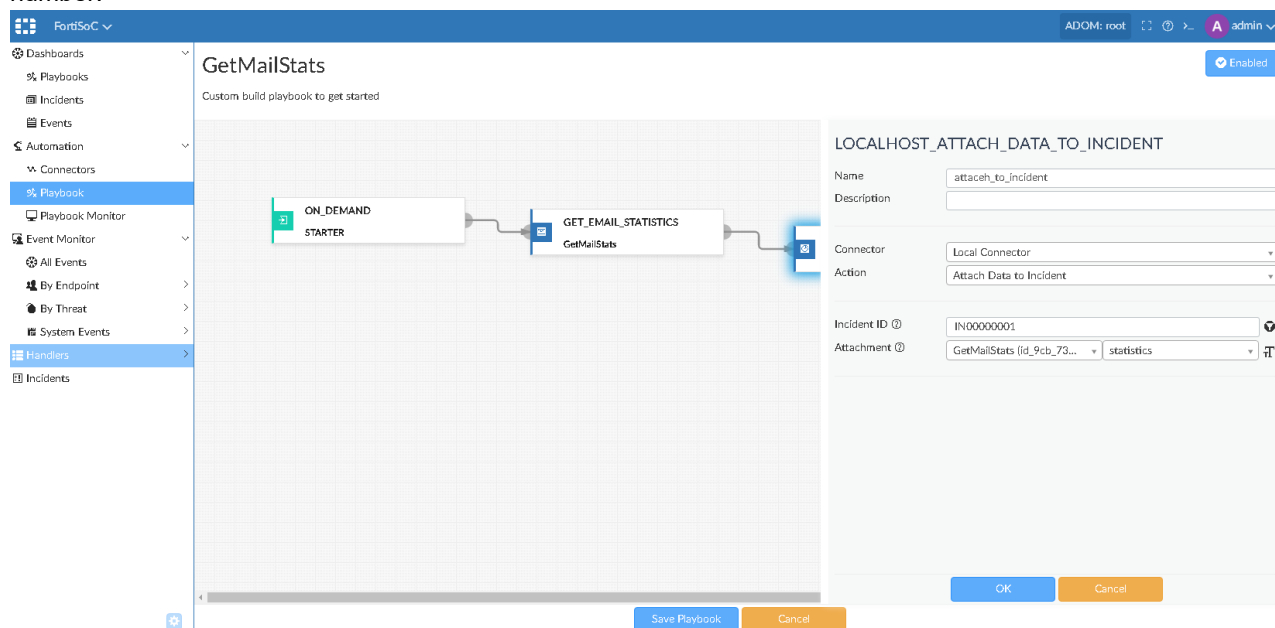 FortiSoC
ADOM: root
A admin
Dashboards
Playbooks
Incidents
Events
Automation
Connectors
Playbook
Playbook Monitor
Event Monitor
All Events
By Endpoint
By Threat
System Events
Handlers
Incidents
GetMailStats
Enabled
Custom build playbook to get started
ON_DEMAND
STARTER
GET_EMAIL_STATISTICS
GetMailStats
LOCALHOST_ATTACH_DATA_TO_INCIDENT
Name attaceh_to_incident
Description
Connector Local Connector
Action Attach Data to Incident
Incident ID IN00000001
Attachment GetMailStats (id_9cb_73... statistics
OK Cancel
Save Playbook Cancel